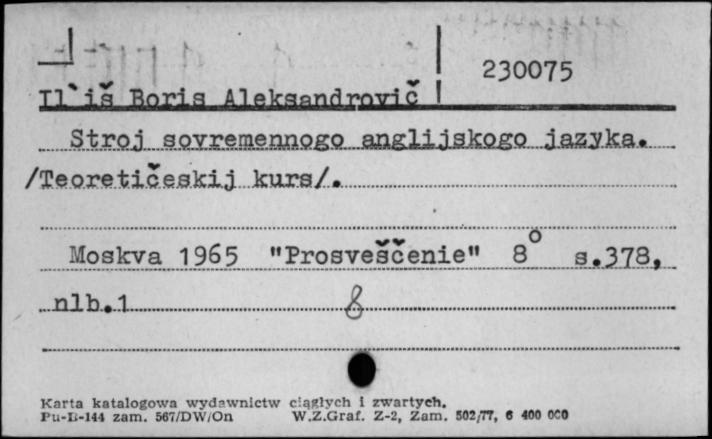 230075
Il`iš Boris Aleksandrovič
Stroj sovremennogo anglijskogo jazyka.
/Teoretičeskij kurs/.
Moskva 1965 "Prosveščenie" 8° s.378,
nlb.1
8
Karta katalogowa wydawnictw ciągłych i zwartych.
Pu-B-144 zam. 567/DW/On W.Z.Graf. Z-2, Zam. 502/77, 6 400 000